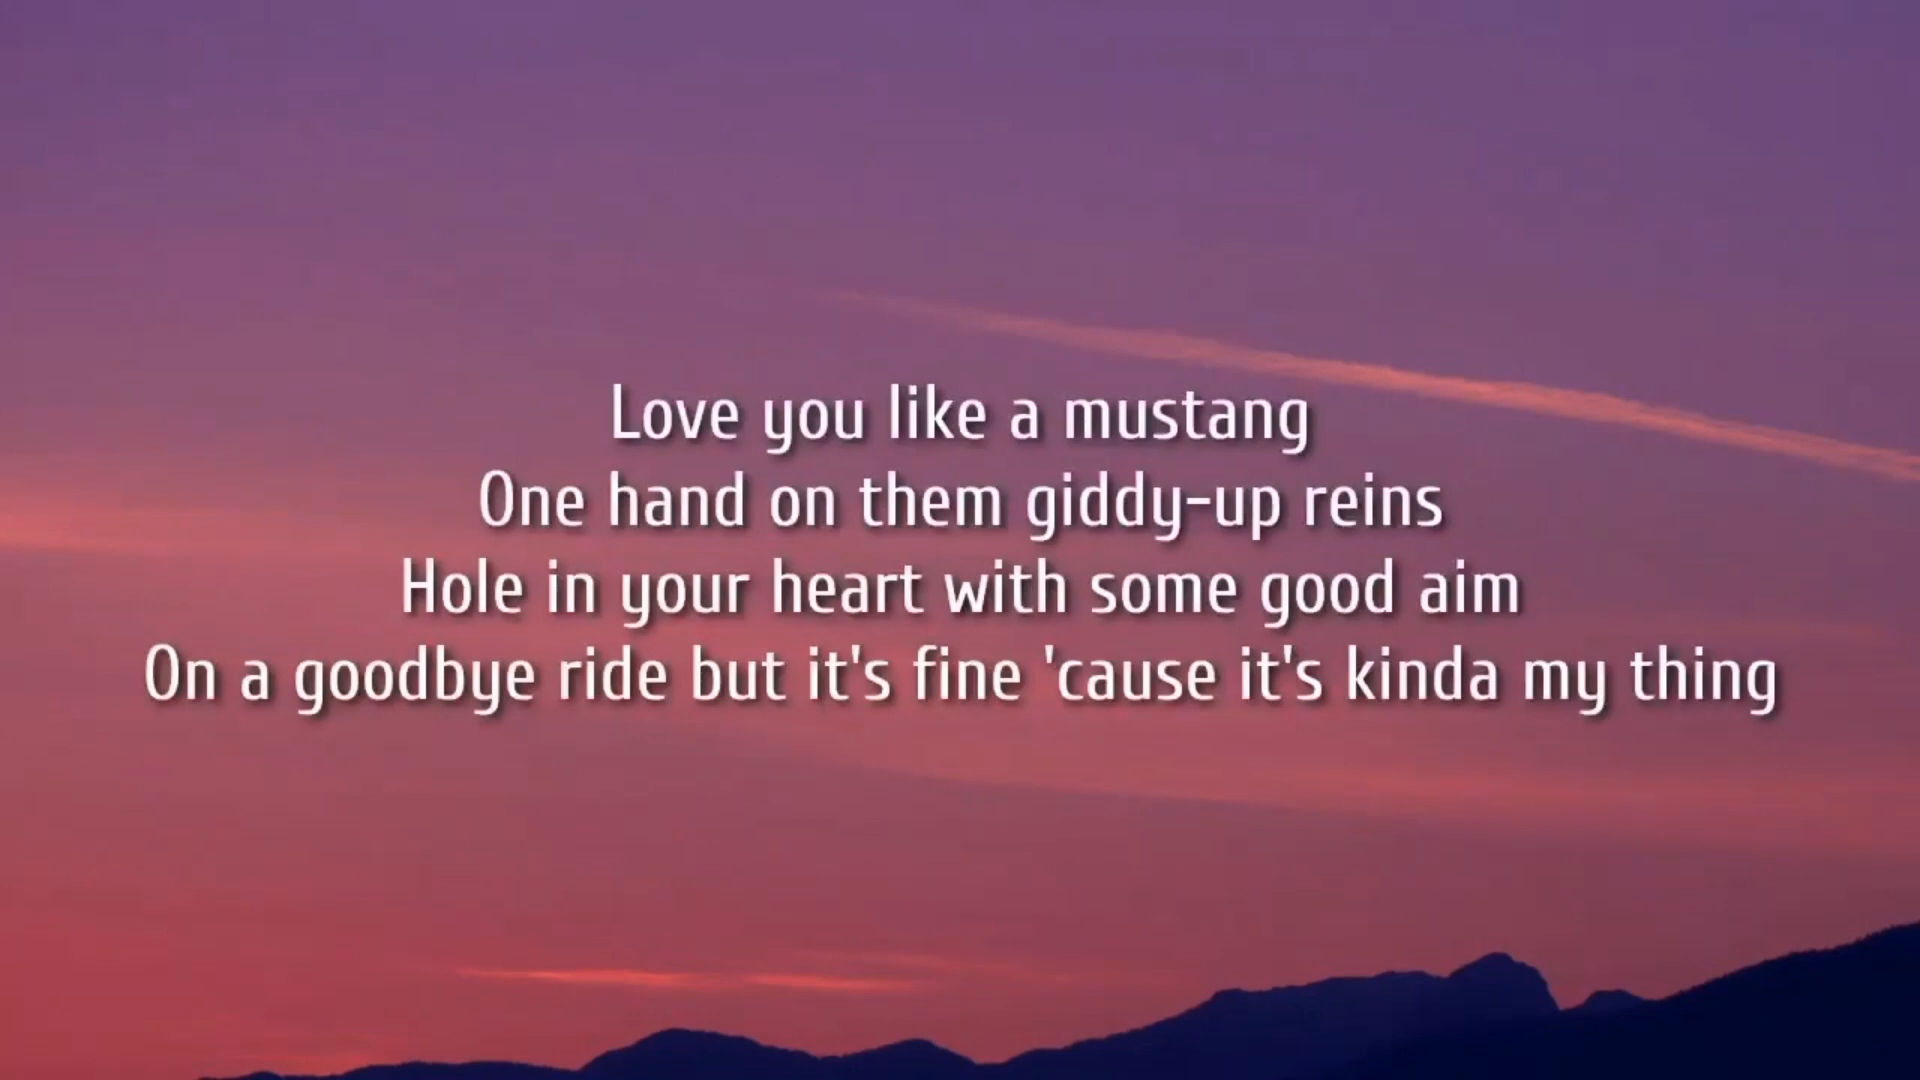 Love you like a mustang
One hand on them giddy-up reins
Hole in your heart with some good aim
On a goodbye ride but it's fine 'cause it's kinda my thing